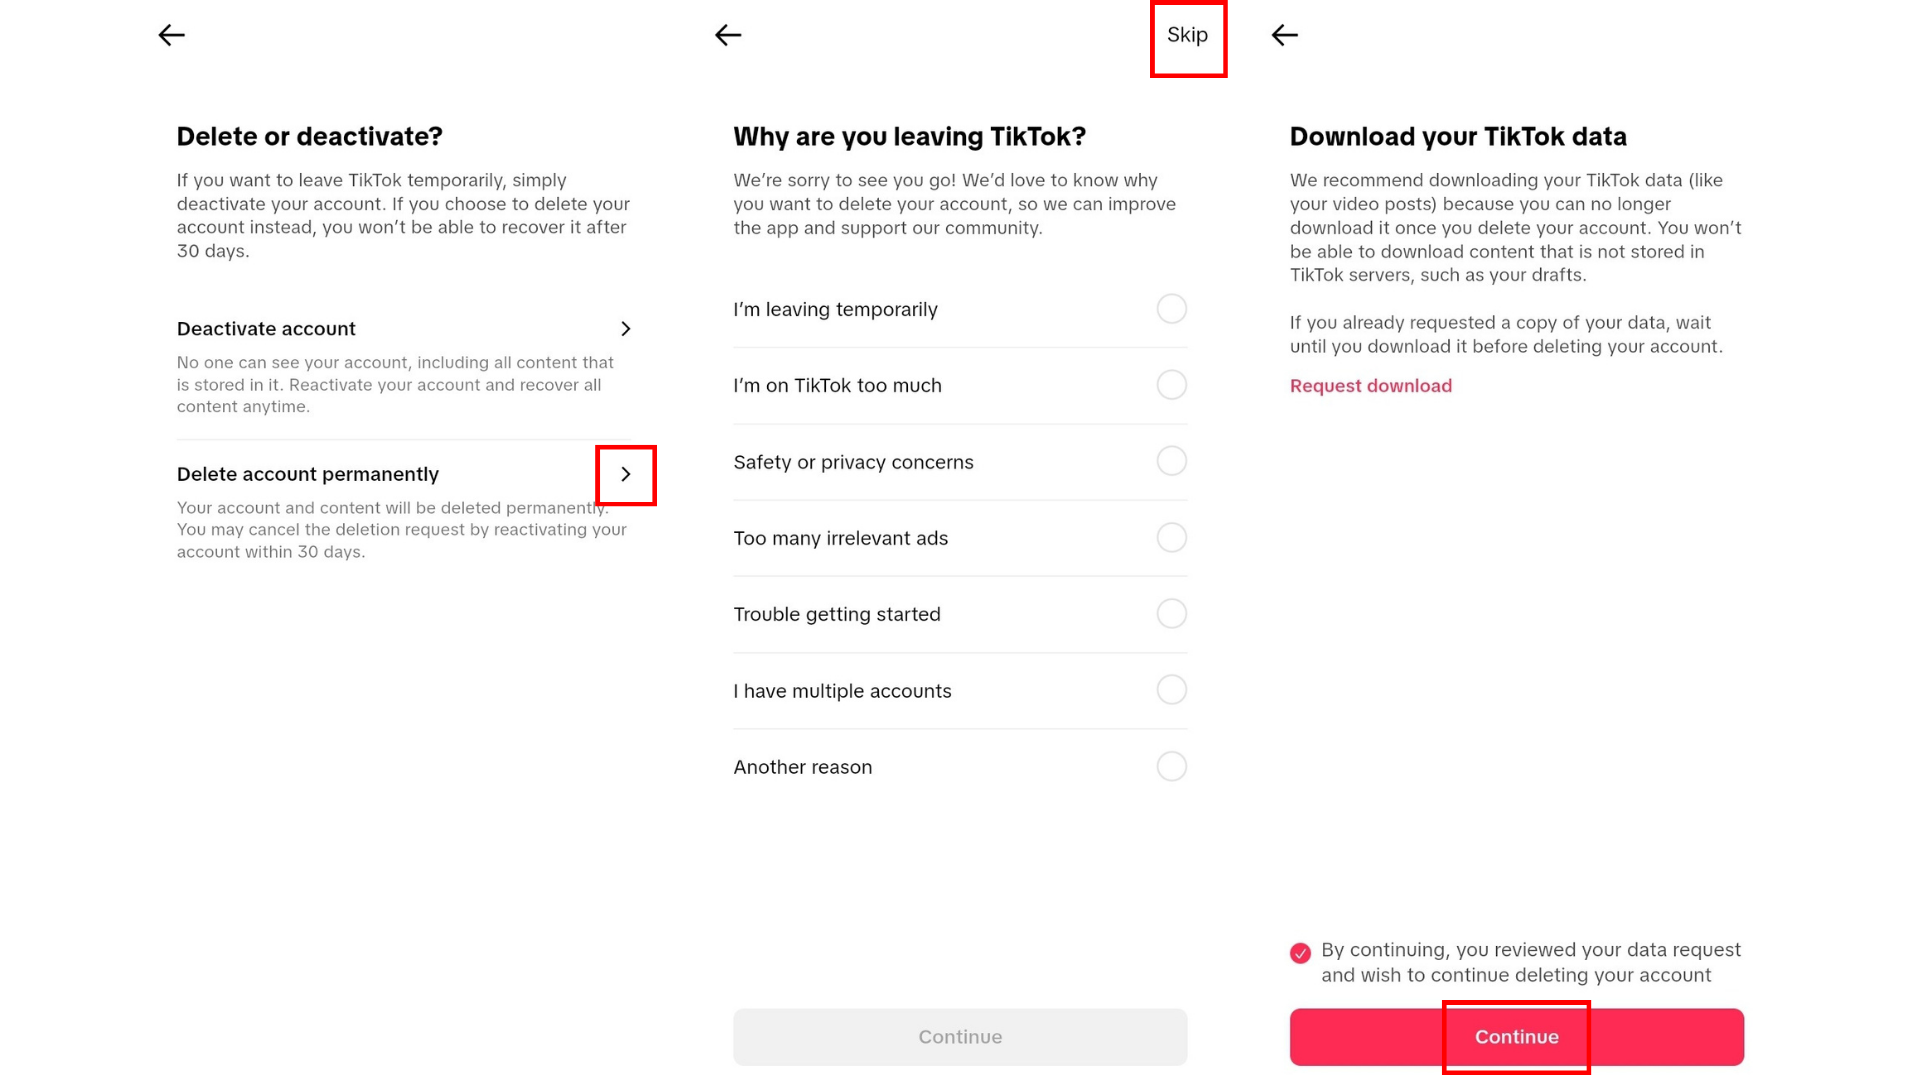 Delete or deactivate?
If you want to leave TikTok temporarily, simply
deactivate your account. If you choose to delete your
account instead, you won’t be able to recover it after
30 days.
Deactivate account
No one can see your account, including all content that
is stored in it. Reactivate your account and recover all
content anytime.
Delete account permanently
Your account and content will be deleted permanently.
You may cancel the deletion request by reactivating your
account within 30 days.
Skip
Why are you leaving TikTok?
We’re sorry to see you go! We’d love to know why
you want to delete your account, so we can improve
the app and support our community.
I’m leaving temporarily
I’m on TikTok too much
Safety or privacy concerns
Too many irrelevant ads
Trouble getting started
I have multiple accounts
Another reason
Continue
Download your TikTok data
We recommend downloading your TikTok data (like
your video posts) because you can no longer
download it once you delete your account. You won’t
be able to download content that is not stored in
TikTok servers, such as your drafts.
If you already requested a copy of your data, wait
until you download it before deleting your account.
Request download
By continuing, you reviewed your data request
and wish to continue deleting your account
Continue